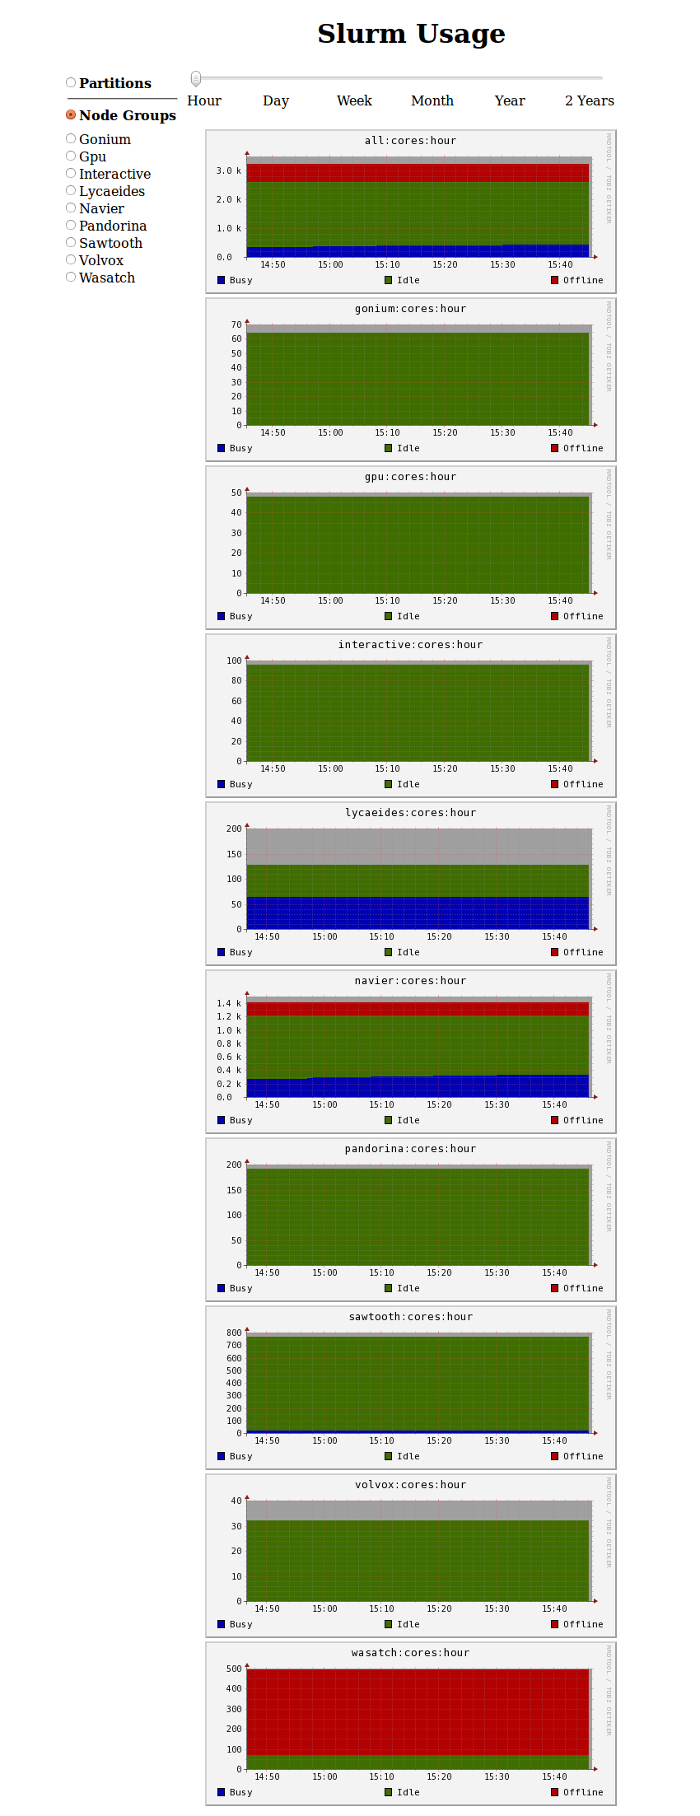 Slurm Usage
Partitions
Node Groups
Gonium
Gpu
Interactive
Lycaeides
Navier
Pandorina
Sawtooth
Volvox
Wasatch
Hour Day Week Month Year 2 Years
all:cores:hour
RRDTOOL / TOBI OETIKER
3.0 k
2.0 k
1.0 k
0.0
14:50 15:00 15:10 15:20 15:30 15:40
Busy Idle Offline
gonium:cores:hour
RRDTOOL / TOBI OETIKER
70
60
50
40
30
20
10
0
14:50 15:00 15:10 15:20 15:30 15:40
Busy Idle Offline
gpu:cores:hour
RRDTOOL / TOBI OETIKER
50
40
30
20
10
0
14:50 15:00 15:10 15:20 15:30 15:40
Busy Idle Offline
interactive:cores:hour
RRDTOOL / TOBI OETIKER
100
80
60
40
20
0
14:50 15:00 15:10 15:20 15:30 15:40
Busy Idle Offline
lycaeides:cores:hour
RRDTOOL / TOBI OETIKER
200
150
100
50
0
14:50 15:00 15:10 15:20 15:30 15:40
Busy Idle Offline
navier:cores:hour
RRDTOOL / TOBI OETIKER
1.4 k
1.2 k
1.0 k
0.8 k
0.6 k
0.4 k
0.2 k
0.0
14:50 15:00 15:10 15:20 15:30 15:40
Busy Idle Offline
pandorina:cores:hour
RRDTOOL / TOBI OETIKER
200
150
100
50
0
14:50 15:00 15:10 15:20 15:30 15:40
Busy Idle Offline
sawtooth:cores:hour
RRDTOOL / TOBI OETIKER
800
700
600
500
400
300
200
100
0
14:50 15:00 15:10 15:20 15:30 15:40
Busy Idle Offline
volvox:cores:hour
RRDTOOL / TOBI OETIKER
40
30
20
10
0
14:50 15:00 15:10 15:20 15:30 15:40
Busy Idle Offline
wasatch:cores:hour
RRDTOOL / TOBI OETIKER
500
400
300
200
100
0
14:50 15:00 15:10 15:20 15:30 15:40
Busy Idle Offline